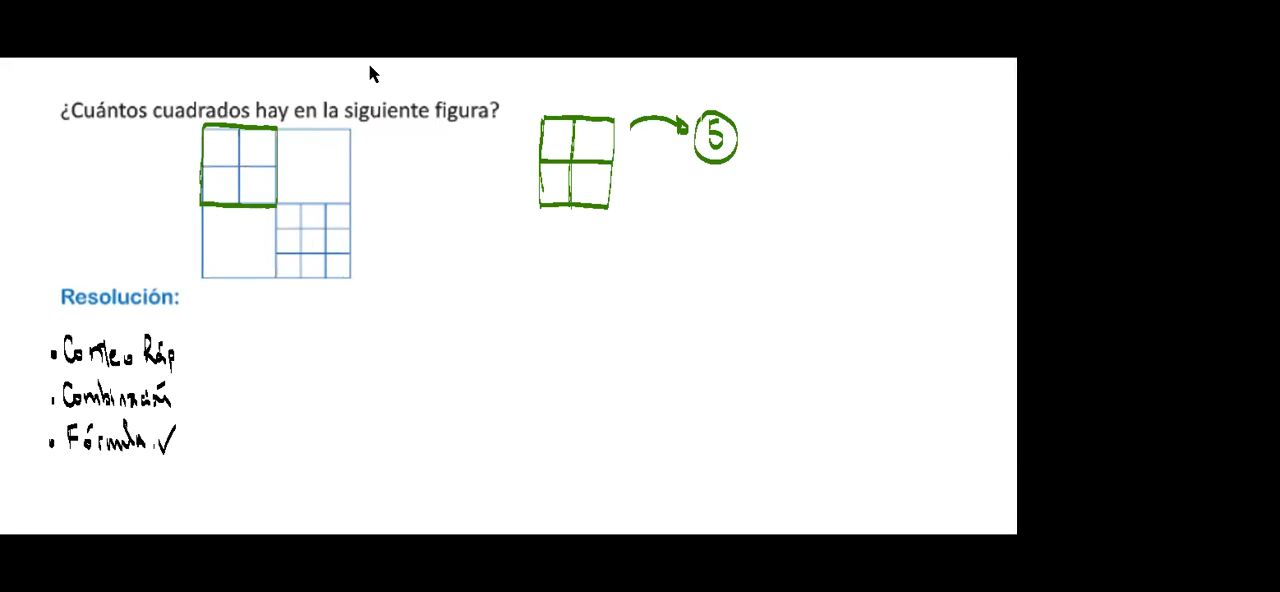 ¿Cuántos cuadrados hay en la siguiente figura?
5
Resolución:
• Conteo Ráp
• Combinación
• Fórmula. ✓